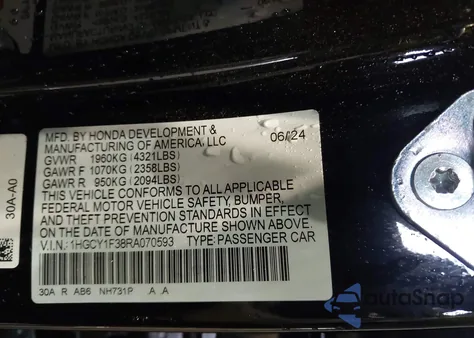 MFD. BY HONDA DEVELOPMENT &
MANUFACTURING OF AMERICA, LLC 06/24
GVWR 1960KG (4321LBS)
GAWR F 1070KG (2358LBS)
GAWR R 950KG (2094LBS)
THIS VEHICLE CONFORMS TO ALL APPLICABLE
FEDERAL MOTOR VEHICLE SAFETY, BUMPER,
AND THEFT PREVENTION STANDARDS IN EFFECT
ON THE DATE OF MANUFACTURE SHOWN ABOVE.
V.I.N.: 1HGCY1F38RA070593 TYPE:PASSENGER CAR
30A R AB6 NH731P A A
30A-A0
autoSnap